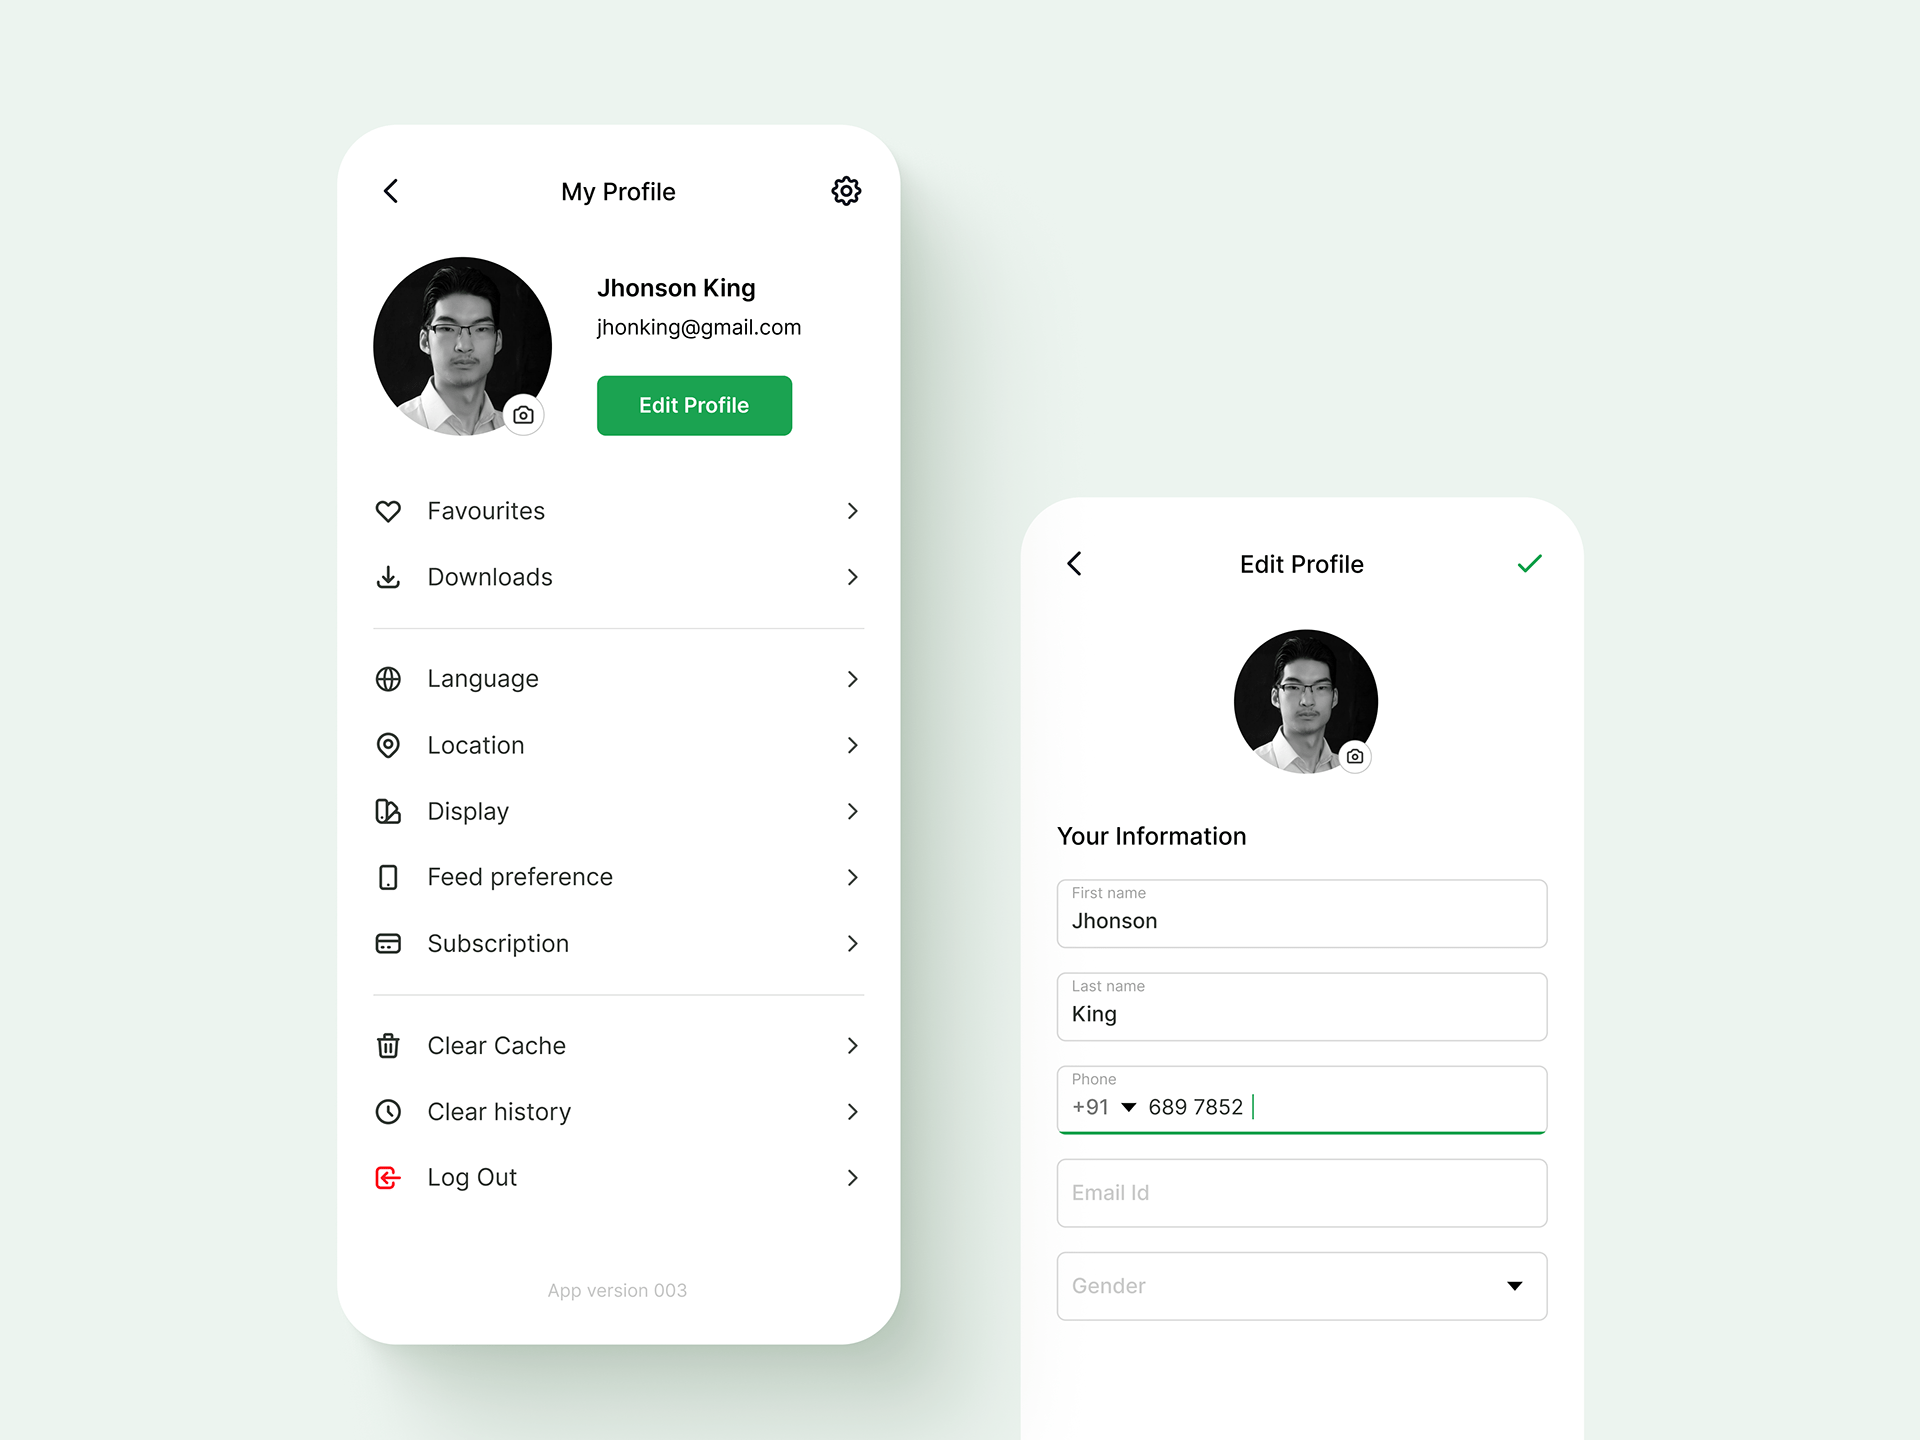 My Profile
Jhonson King
jhonking@gmail.com
Edit Profile
Favourites
Downloads
Language
Location
Display
Feed preference
Subscription
Clear Cache
Clear history
Log Out
App version 003
Edit Profile
Your Information
First name
Jhonson
Last name
King
Phone
+91 689 7852
Email Id
Gender